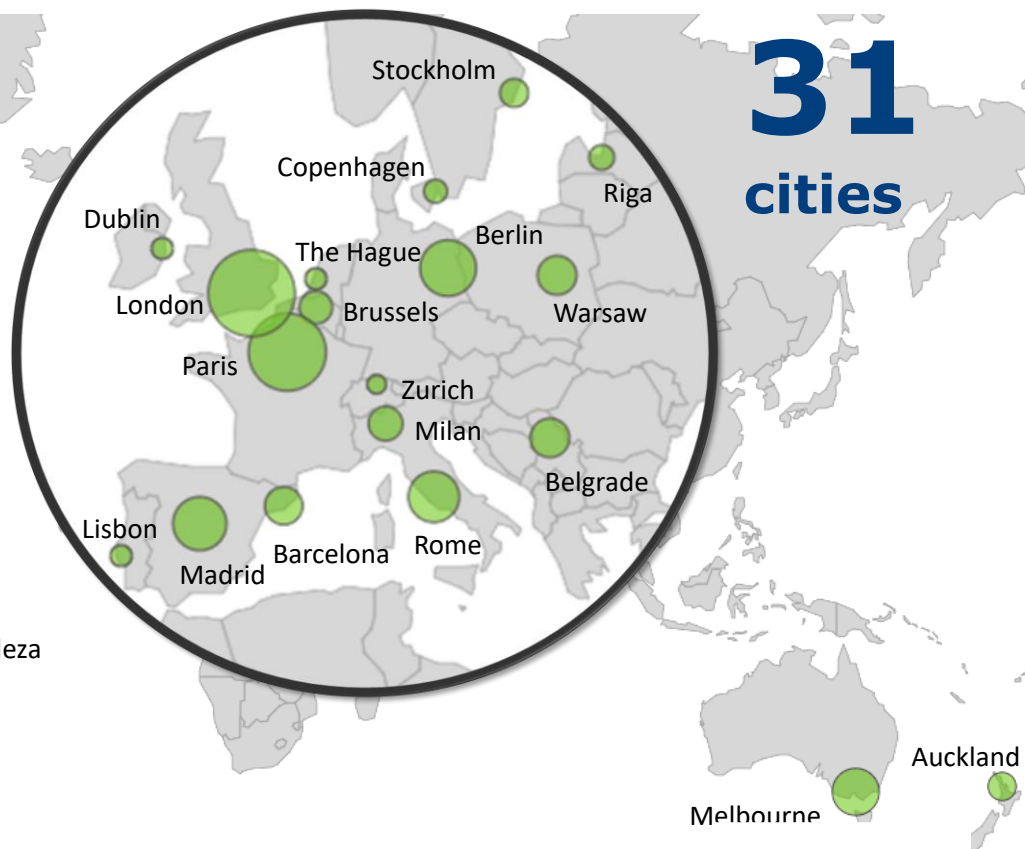 31
cities
Stockholm
Copenhagen
Riga
Dublin
The Hague
Berlin
London
Brussels
Warsaw
Paris
Zurich
Milan
Belgrade
Lisbon
Barcelona
Rome
Madrid
leza
Auckland
Melbourne